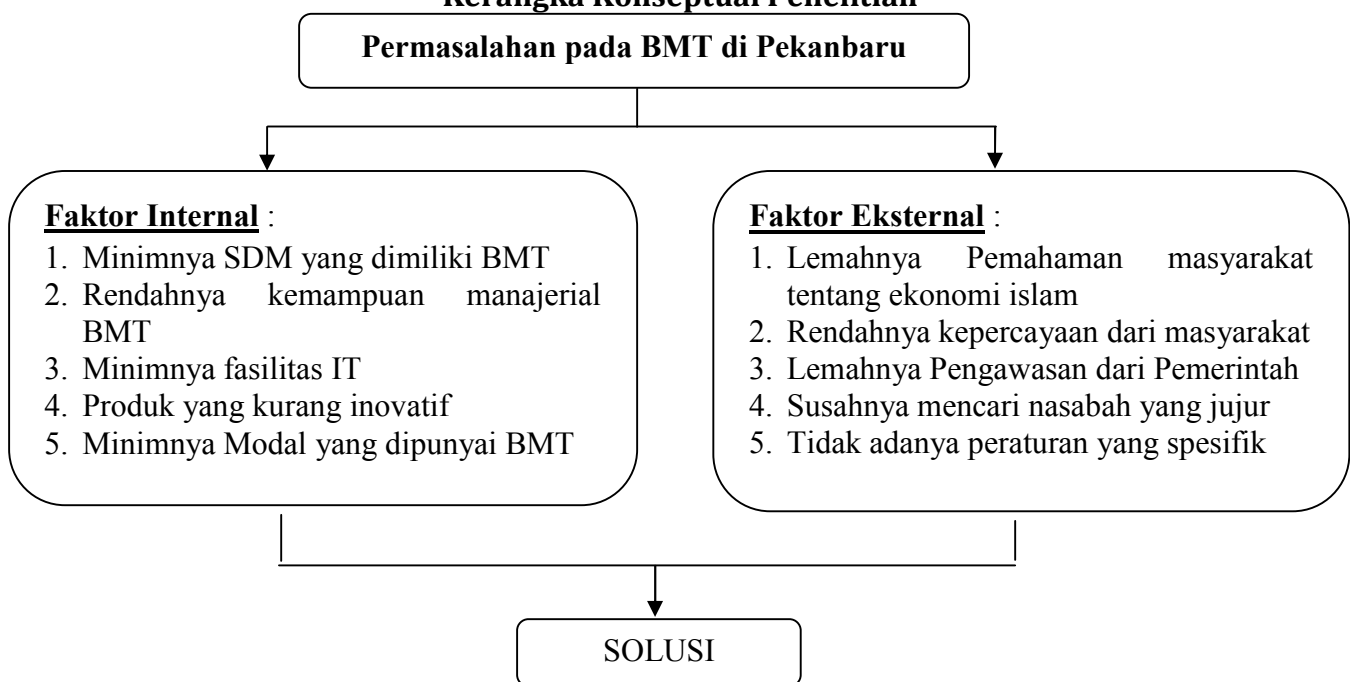 Kerangka Konseptual Penelitian
Permasalahan pada BMT di Pekanbaru
Faktor Internal :
1. Minimnya SDM yang dimiliki BMT
2. Rendahnya kemampuan manajerial
BMT
3. Minimnya fasilitas IT
4. Produk yang kurang inovatif
5. Minimnya Modal yang dipunyai BMT
Faktor Eksternal :
1. Lemahnya Pemahaman masyarakat
tentang ekonomi islam
2. Rendahnya kepercayaan dari masyarakat
3. Lemahnya Pengawasan dari Pemerintah
4. Susahnya mencari nasabah yang jujur
5. Tidak adanya peraturan yang spesifik
SOLUSI